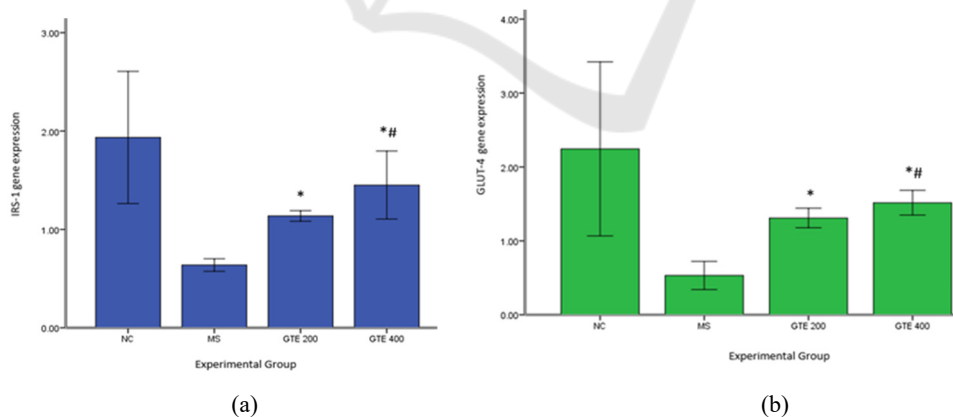 IRS-1 gene expression
3.00
2.00
1.00
0.00
*
*#
NC
MS
GTE 200
GTE 400
Experimental Group
(a)
GLUT-4 gene expression
4.00
3.00
2.00
1.00
0.00
*
*#
NC
MS
GTE 200
GTE 400
Experimental Group
(b)